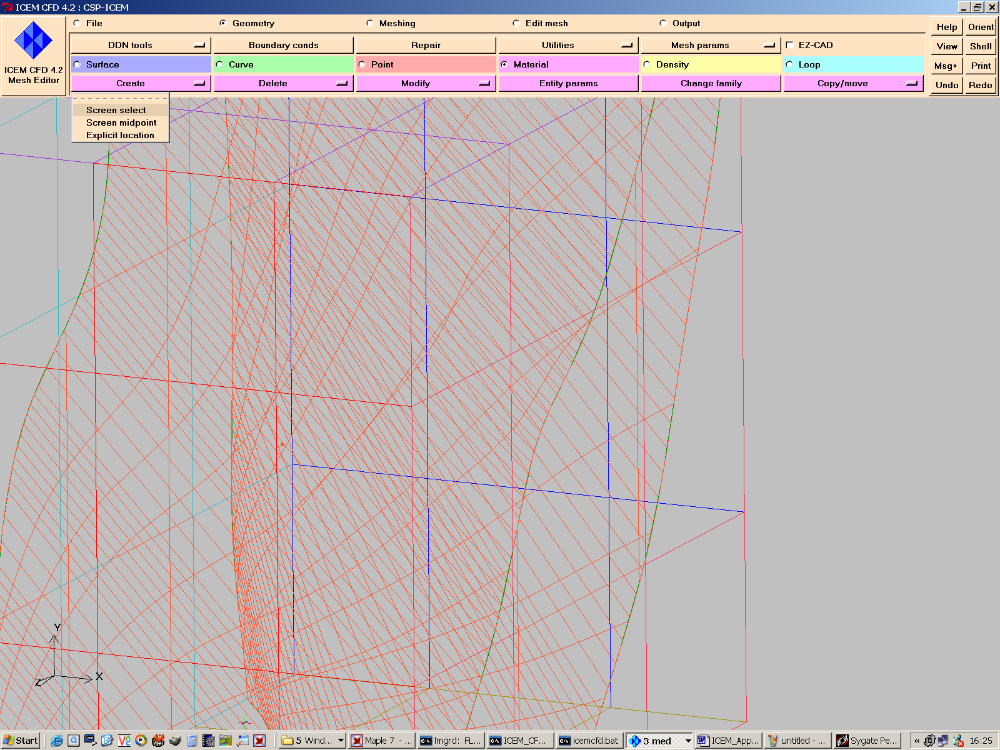 ICEM CFD 4.2 : CSP-ICEM
File Geometry Meshing Edit mesh Output
Help Orient
DDN tools Boundary conds Repair Utilities Mesh params EZ-CAD
View Shell
ICEM CFD 4.2
Mesh Editor
Surface Curve Point Material Density Loop
Msg+ Print
Create Delete Modify Entity params Change family Copy/move
Undo Redo
Screen select
Screen midpoint
Explicit location
Y
X
Z
Start 5 Wind... Maple 7 - ... lmgrd: FL... ICEM_CF... icemcfd.bat 3 med ICEM_App... untitled - ... Sygate Pe... « 16:25